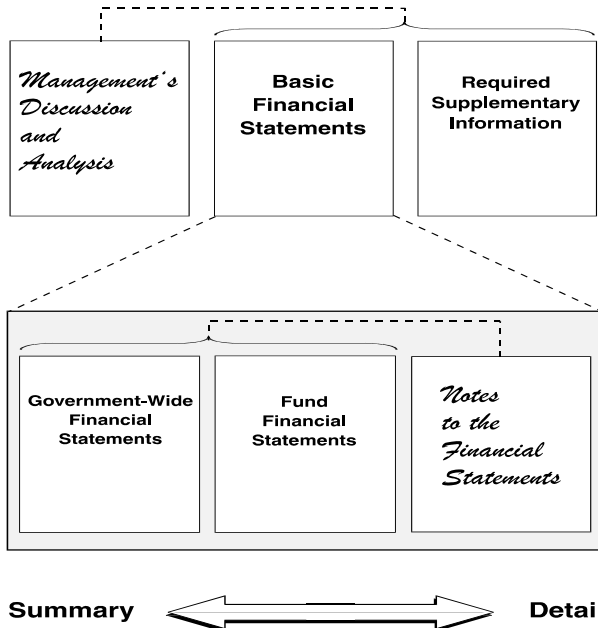 Management's
Discussion
and
Analysis
Basic
Financial
Statements
Required
Supplementary
Information
Government-Wide
Financial
Statements
Fund
Financial
Statements
Notes
to the
Financial
Statements
Summary
Detai